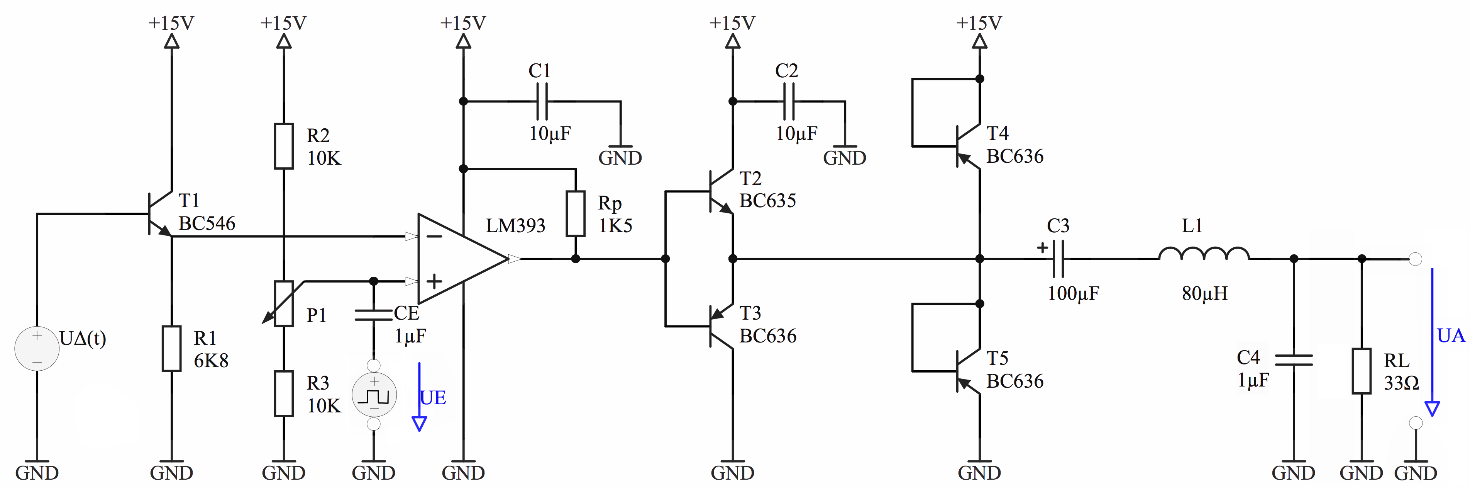 +15V
+15V
+15V
+15V
+15V
C1
10µF
GND
C2
10µF
GND
R2
10K
T4
BC636
T1
BC546
Rp
1K5
LM393
T2
BC635
C3
+
100µF
L1
80µH
−
+
P1
CE
1µF
T3
BC636
UΔ(t)
+
−
R1
6K8
R3
10K
+
−
UE
T5
BC636
C4
1µF
RL
33Ω
UA
GND
GND
GND
GND
GND
GND
GND
GND
GND
GND